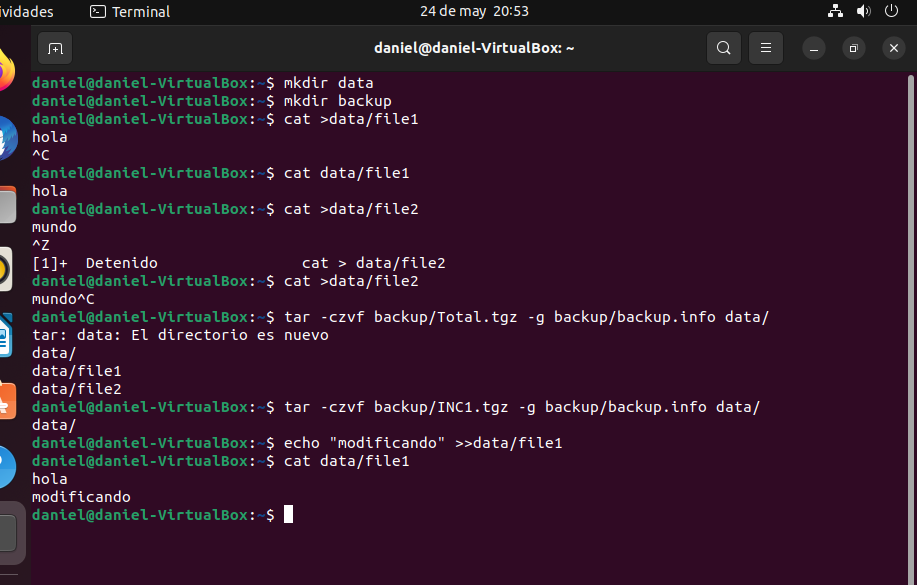 ividades
Terminal
24 de may 20:53
daniel@daniel-VirtualBox: ~
daniel@daniel-VirtualBox:~$ mkdir data
daniel@daniel-VirtualBox:~$ mkdir backup
daniel@daniel-VirtualBox:~$ cat >data/file1
hola
^C
daniel@daniel-VirtualBox:~$ cat data/file1
hola
daniel@daniel-VirtualBox:~$ cat >data/file2
mundo
^Z
[1]+  Detenido                cat > data/file2
daniel@daniel-VirtualBox:~$ cat >data/file2
mundo^C
daniel@daniel-VirtualBox:~$ tar -czvf backup/Total.tgz -g backup/backup.info data/
tar: data: El directorio es nuevo
data/
data/file1
data/file2
daniel@daniel-VirtualBox:~$ tar -czvf backup/INC1.tgz -g backup/backup.info data/
data/
daniel@daniel-VirtualBox:~$ echo "modificando" >>data/file1
daniel@daniel-VirtualBox:~$ cat data/file1
hola
modificando
daniel@daniel-VirtualBox:~$